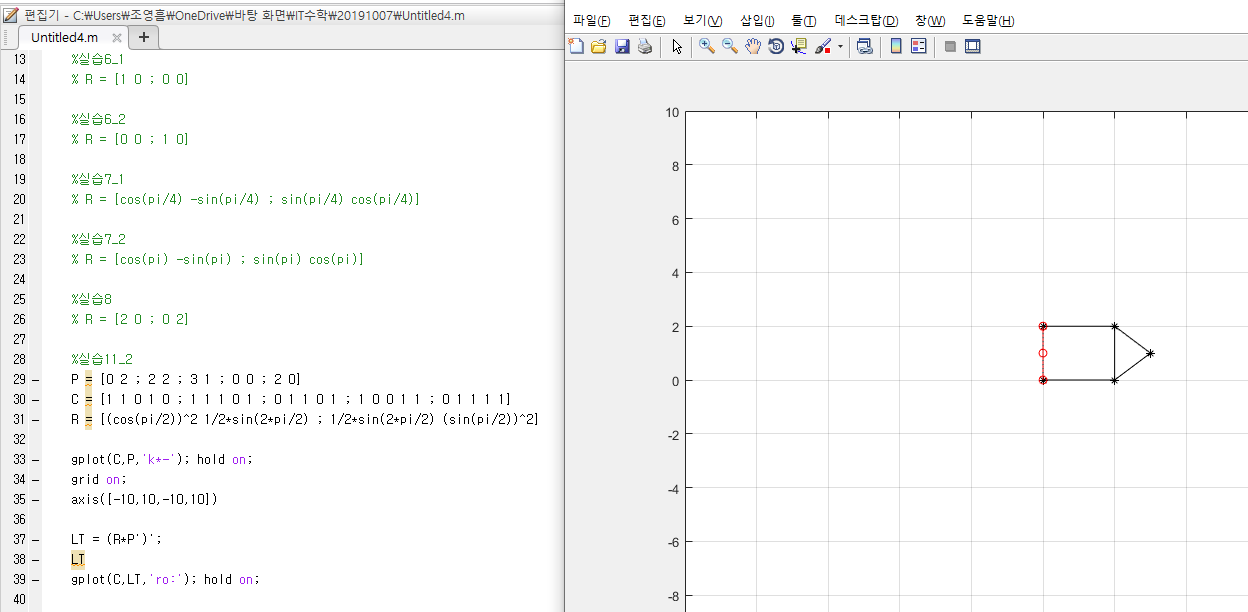 편집기 - C:₩Users₩조영흠₩OneDrive₩바탕 화면₩IT수학₩20191007₩Untitled4.m
Untitled4.m × +
13 %실습6_1
14 % R = [1 0 ; 0 0]
15
16 %실습6_2
17 % R = [0 0 ; 1 0]
18
19 %실습7_1
20 % R = [cos(pi/4) -sin(pi/4) ; sin(pi/4) cos(pi/4)]
21
22 %실습7_2
23 % R = [cos(pi) -sin(pi) ; sin(pi) cos(pi)]
24
25 %실습8
26 % R = [2 0 ; 0 2]
27
28 %실습11_2
29 – P = [0 2 ; 2 2 ; 3 1 ; 0 0 ; 2 0]
30 – C = [1 1 0 1 0 ; 1 1 1 0 1 ; 0 1 1 0 1 ; 1 0 0 1 1 ; 0 1 1 1 1]
31 – R = [(cos(pi/2))^2 1/2*sin(2*pi/2) ; 1/2*sin(2*pi/2) (sin(pi/2))^2]
32
33 – gplot(C,P,'k*-'); hold on;
34 – grid on;
35 – axis([-10,10,-10,10])
36
37 – LT = (R*P')';
38 – LT
39 – gplot(C,LT,'ro:'); hold on;
40
파일(F) 편집(E) 보기(V) 삽입(I) 툴(T) 데스크탑(D) 창(W) 도움말(H)
10
8
6
4
2
0
-2
-4
-6
-8